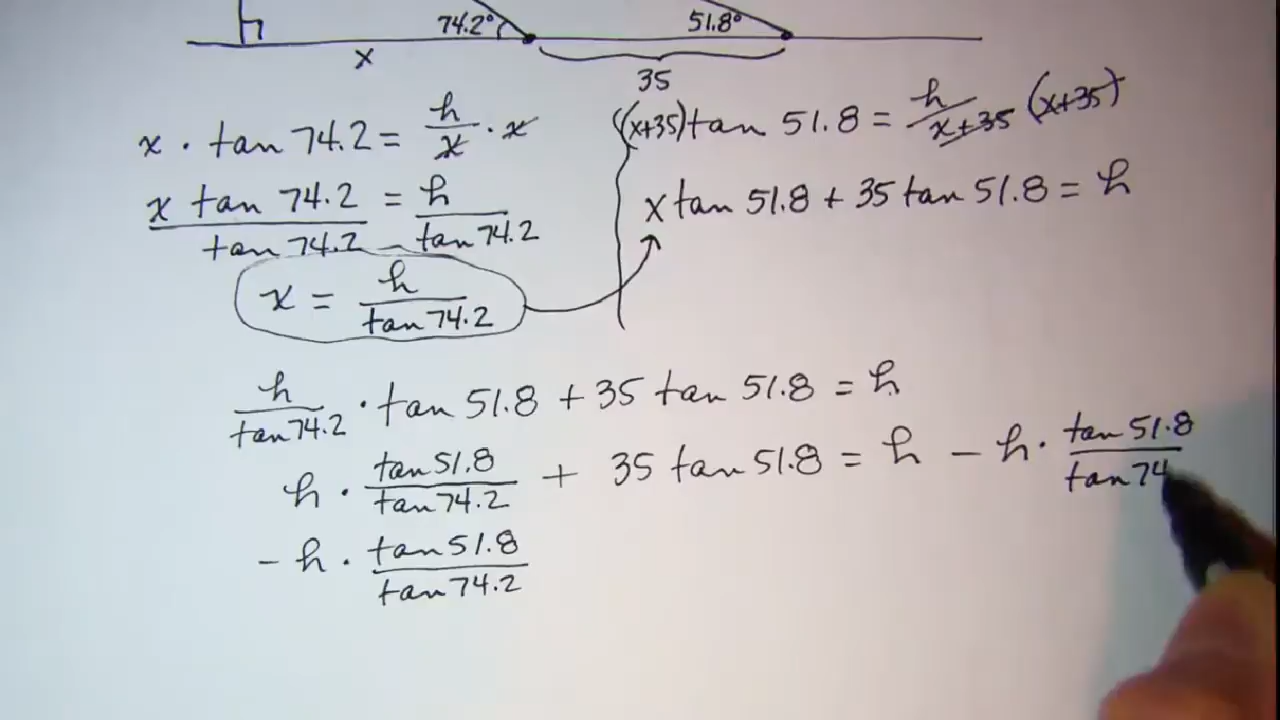 h 74.2° 51.8°
x 35
x · tan 74.2 = h/x · x
x tan 74.2 / tan 74.2 = h / tan 74.2
x = h / tan 74.2
(x+35) tan 51.8 = h / x+35 (x+35)
x tan 51.8 + 35 tan 51.8 = h
h / tan 74.2 · tan 51.8 + 35 tan 51.8 = h
h · tan 51.8 / tan 74.2 + 35 tan 51.8 = h - h · tan 51.8 / tan 74
- h · tan 51.8 / tan 74.2